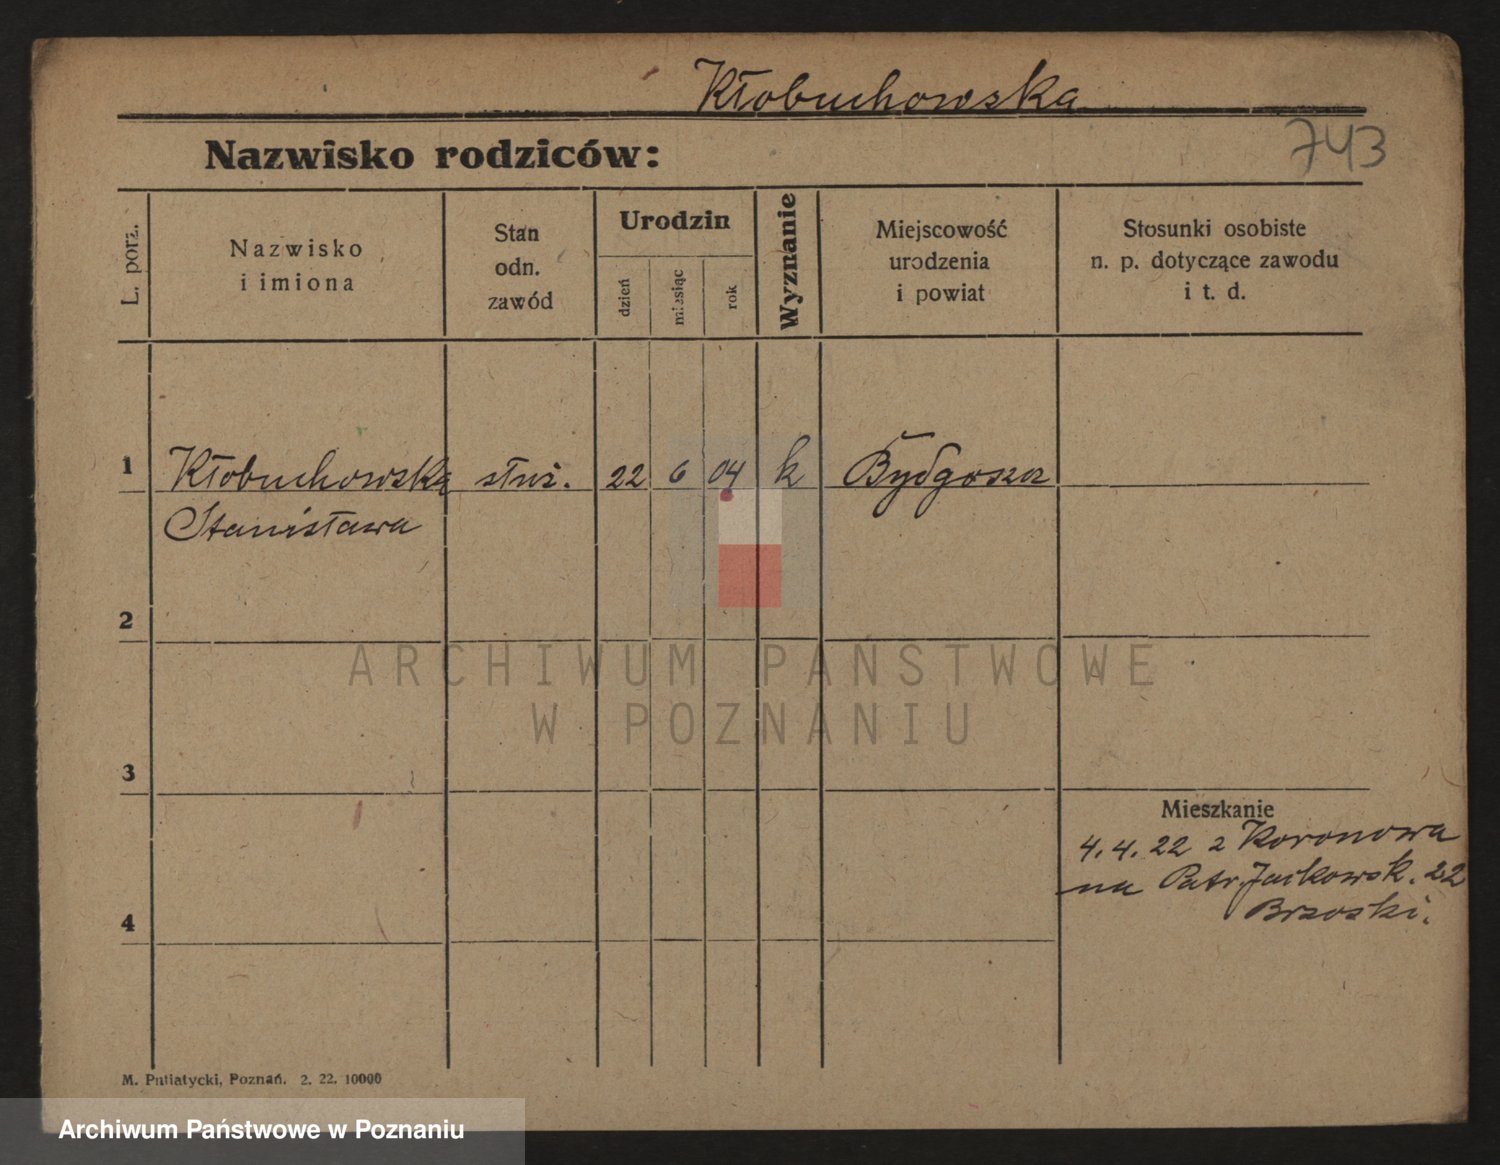 Kłobuchowska
743
Nazwisko rodziców:
L. porz.
Nazwisko
i imiona
Stan
odn.
zawód
Urodzin
dzień
miesiąc
rok
Wyznanie
Miejscowość
urodzenia
i powiat
Stosunki osobiste
n. p. dotyczące zawodu
i t. d.
1
Kłobuchowska służ. 22 6 04 k Bydgoszcz
Stanisława
2
ARCHIWUM PAŃSTWOWE
W POZNANIU
3
Mieszkanie
4. 4. 22 z Koronowa
na Patr. Jackowsk. 22
Brzoski.
4
M. Putiatycki, Poznań. 2. 22. 10000
Archiwum Państwowe w Poznaniu